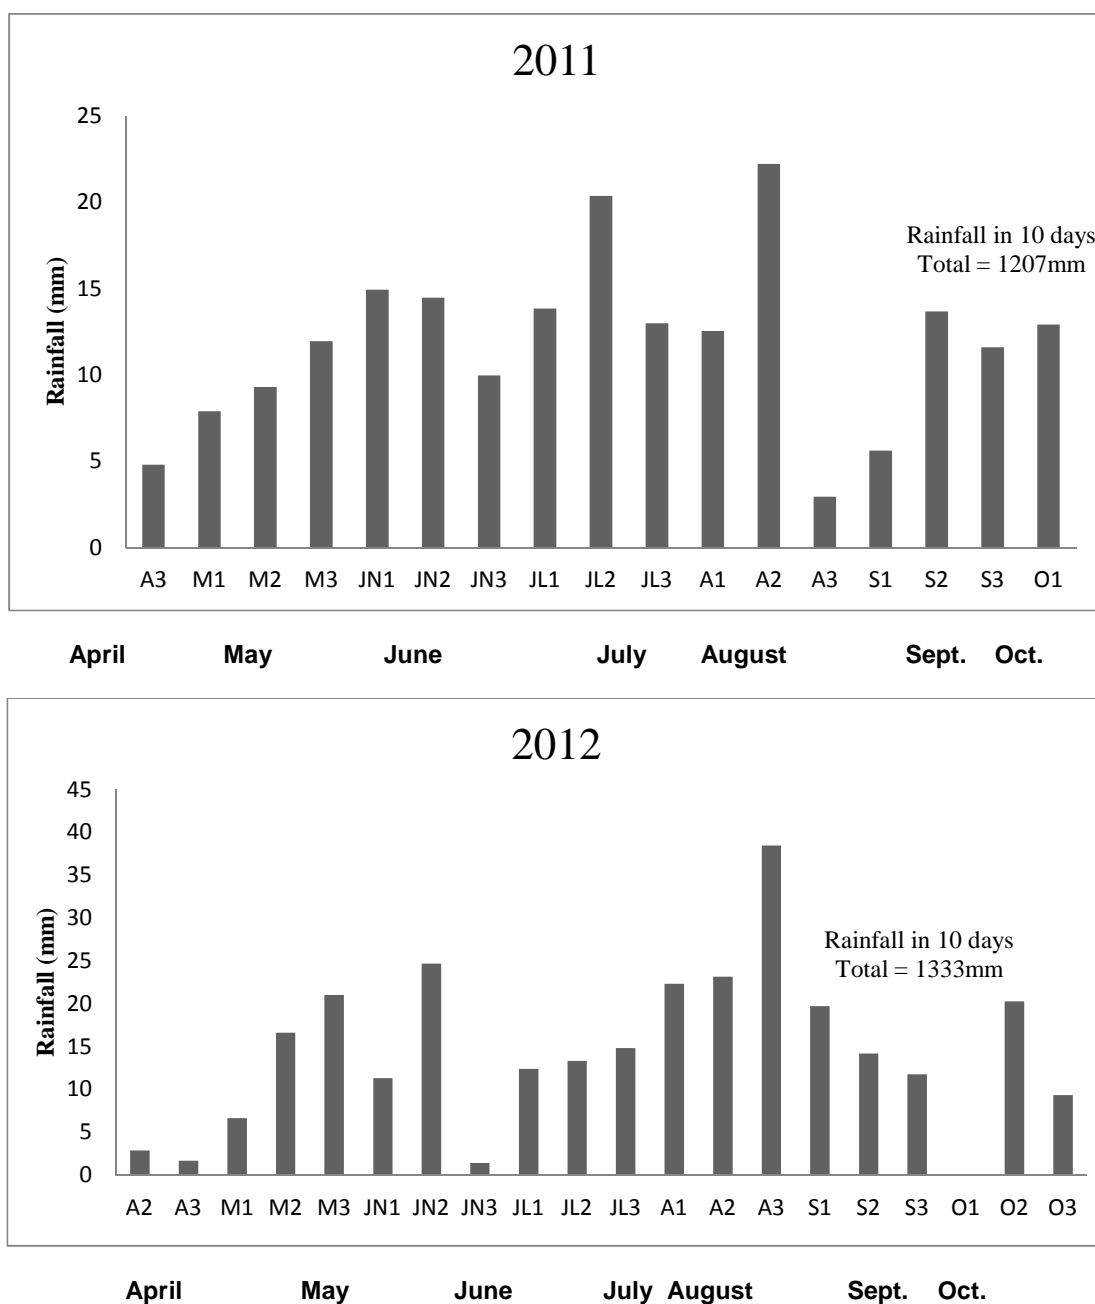 2011
25
20
15
10
5
0
Rainfall (mm)
Rainfall in 10 days
Total = 1207mm
A3 M1 M2 M3 JN1 JN2 JN3 JL1 JL2 JL3 A1 A2 A3 S1 S2 S3 O1
April May June July August Sept. Oct.
2012
45
40
35
30
25
20
15
10
5
0
Rainfall (mm)
Rainfall in 10 days
Total = 1333mm
A2 A3 M1 M2 M3 JN1 JN2 JN3 JL1 JL2 JL3 A1 A2 A3 S1 S2 S3 O1 O2 O3
April May June July August Sept. Oct.